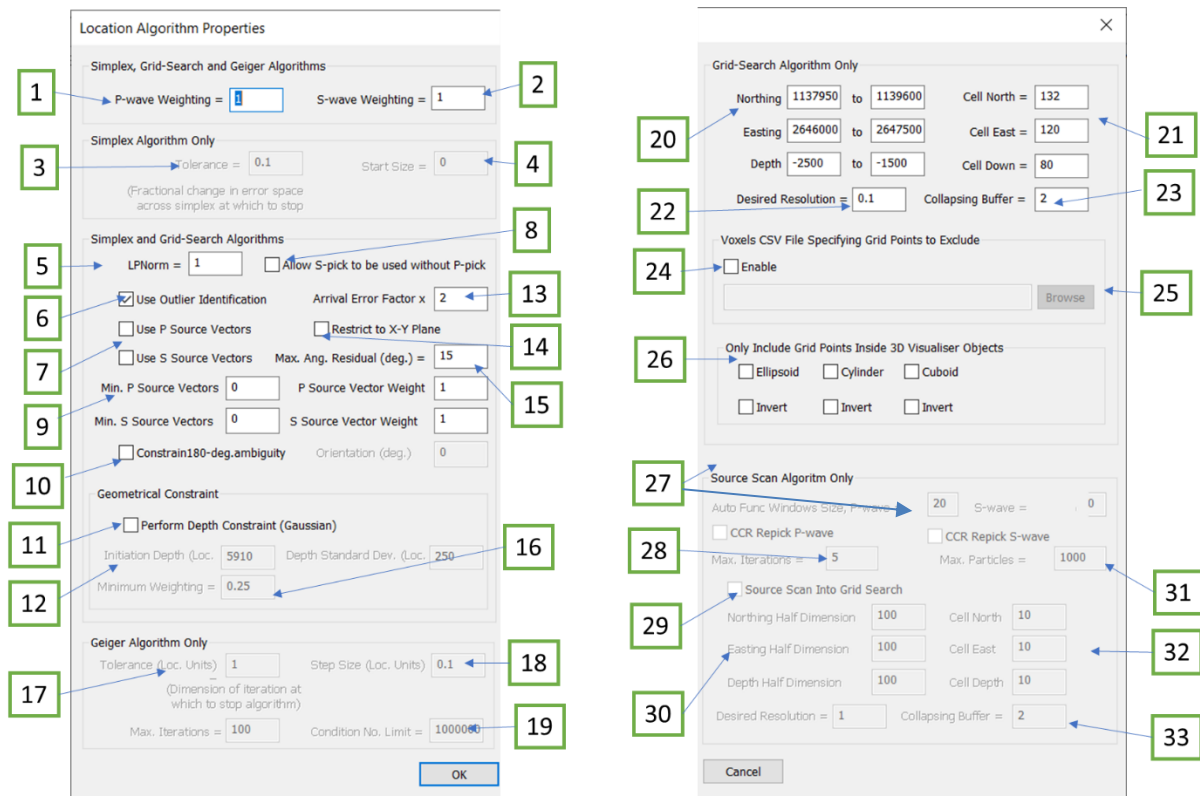 Location Algorithm Properties
Simplex, Grid-Search and Geiger Algorithms
1
P-wave Weighting = 1
S-wave Weighting = 1
2
Simplex Algorithm Only
3
Tolerance = 0.1
Start Size = 0
4
(Fractional change in error space
across simplex at which to stop
Simplex and Grid-Search Algorithms
8
5
LPNorm = 1
Allow S-pick to be used without P-pick
6
Use Outlier Identification
Arrival Error Factor x 2
13
7
Use P Source Vectors
Restrict to X-Y Plane
14
Use S Source Vectors
Max. Ang. Residual (deg.) = 15
15
9
Min. P Source Vectors 0
P Source Vector Weight 1
Min. S Source Vectors 0
S Source Vector Weight 1
10
Constrain180-deg.ambiguity
Orientation (deg.) 0
Geometrical Constraint
11
Perform Depth Constraint (Gaussian)
12
Initiation Depth (Loc. 5910
Depth Standard Dev. (Loc. 250
16
Minimum Weighting = 0.25
Geiger Algorithm Only
17
Tolerance (Loc. Units) 1
Step Size (Loc. Units) 0.1
18
(Dimension of iteration at
which to stop algorithm)
Max. Iterations = 100
Condition No. Limit = 1000000
19
OK
Grid-Search Algorithm Only
20
Northing 1137950 to 1139600
Cell North = 132
21
Easting 2646000 to 2647500
Cell East = 120
Depth -2500 to -1500
Cell Down = 80
22
Desired Resolution = 0.1
Collapsing Buffer = 2
23
Voxels CSV File Specifying Grid Points to Exclude
24
Enable
Browse
25
Only Include Grid Points Inside 3D Visualiser Objects
26
Ellipsoid
Cylinder
Cuboid
Invert
Invert
Invert
27
Source Scan Algoritm Only
Auto Func Windows Size, P-wave 20
S-wave = 0
CCR Repick P-wave
CCR Repick S-wave
28
Max. Iterations = 5
Max. Particles = 1000
31
29
Source Scan Into Grid Search
Northing Half Dimension 100
Cell North 10
30
Easting Half Dimension 100
Cell East 10
32
Depth Half Dimension 100
Cell Depth 10
Desired Resolution = 1
Collapsing Buffer = 2
33
Cancel